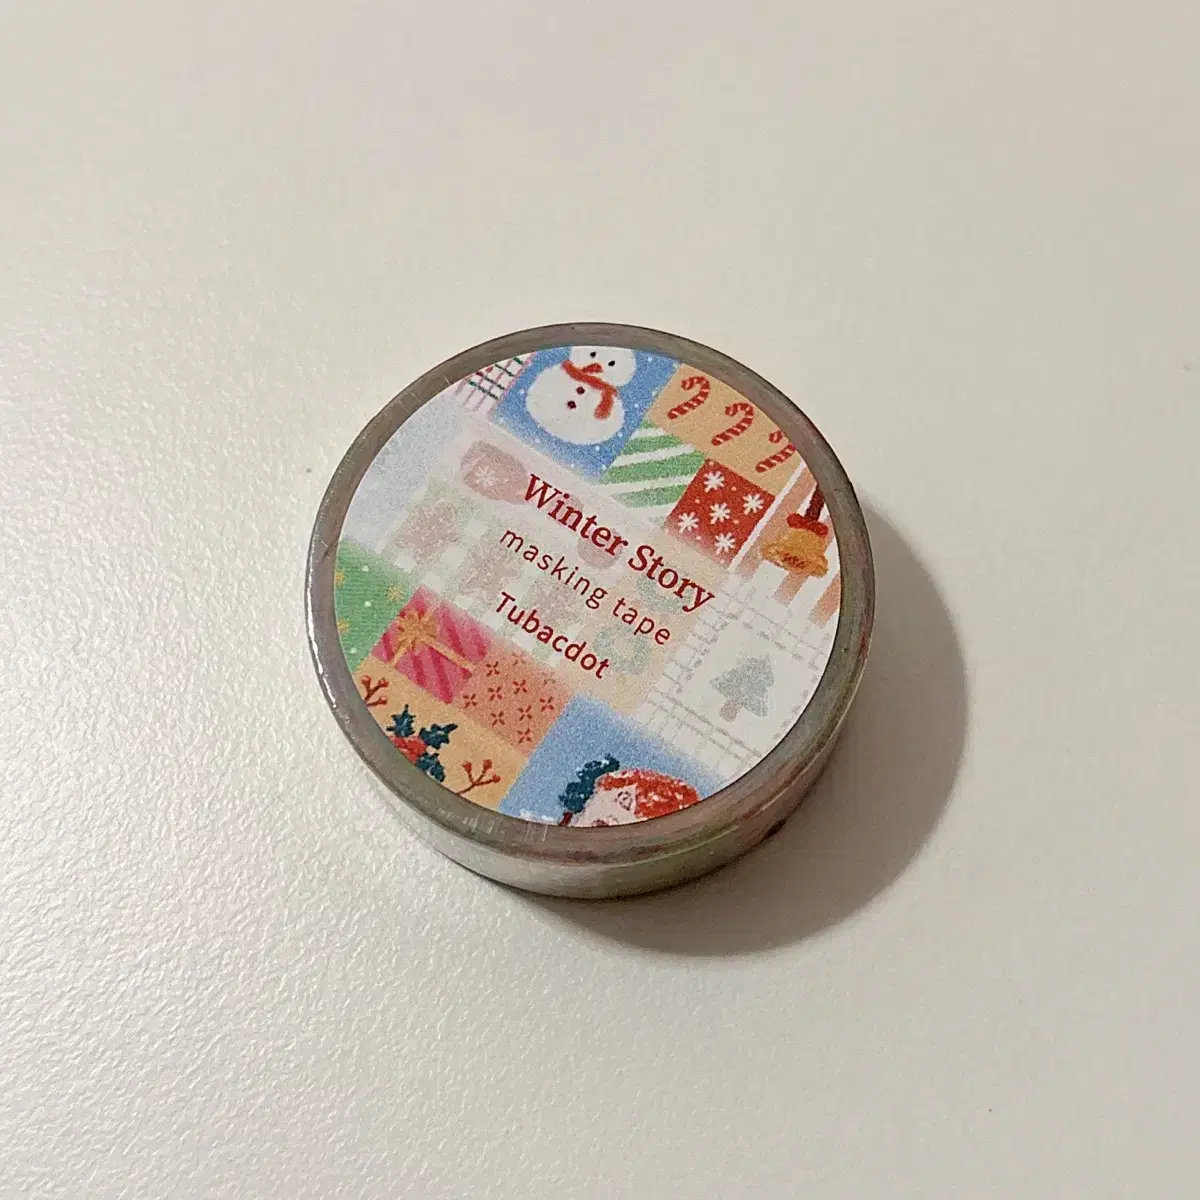 Winter Story
masking tape
Tubacdot